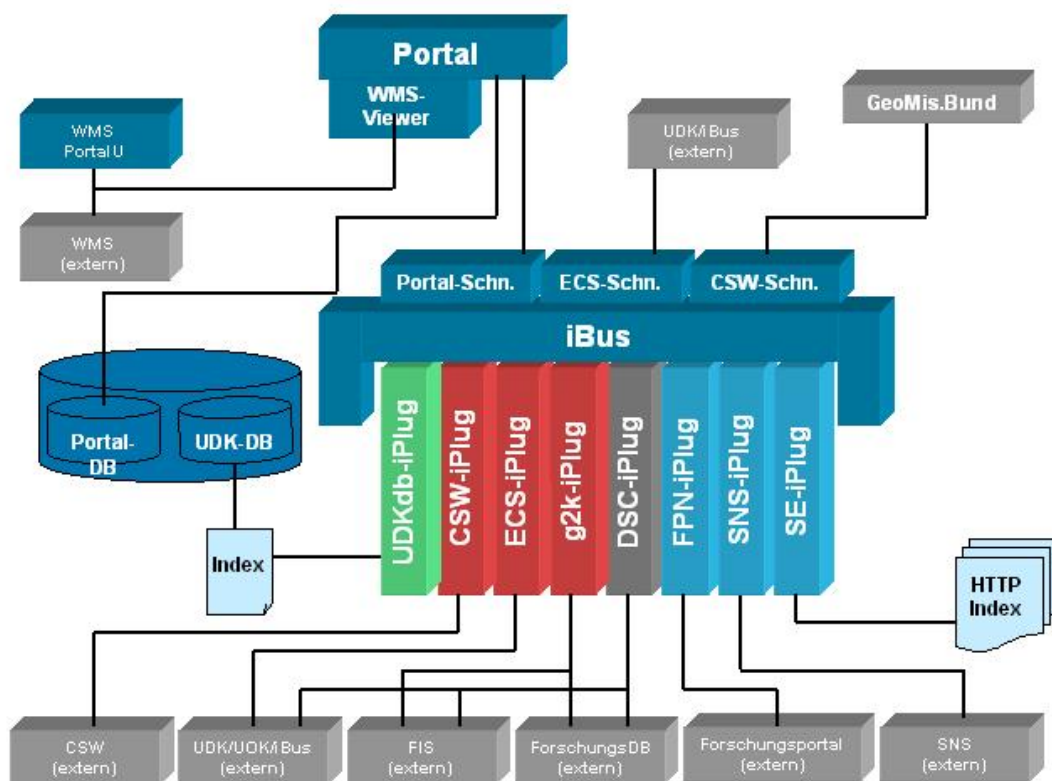 Portal
WMS-
Viewer
WMS
Portal U
WMS
(extern)
UDK/iBus
(extern)
GeoMis.Bund
Portal-Schn.
ECS-Schn.
CSW-Schn.
iBus
Portal-
DB
UDK-DB
Index
UDKdb-iPlug
CSW-iPlug
ECS-iPlug
g2k-iPlug
DSC-iPlug
FPN-iPlug
SNS-iPlug
SE-iPlug
HTTP
Index
CSW
(extern)
UDK/UOK/iBus
(extern)
FIS
(extern)
ForschungsDB
(extern)
Forschungsportal
(extern)
SNS
(extern)